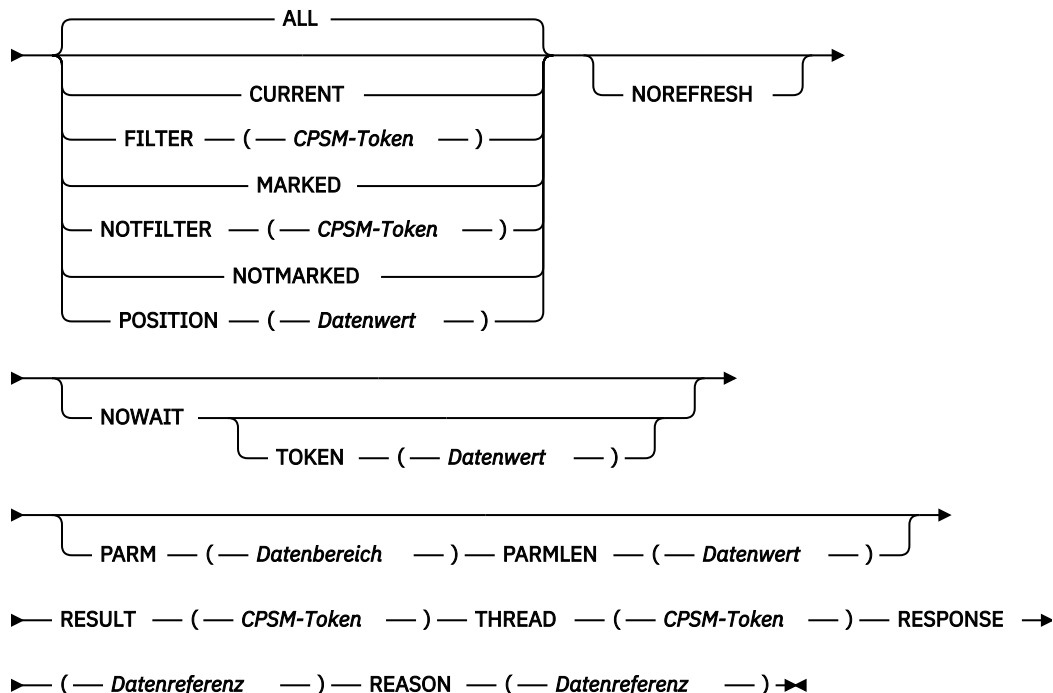 ALL
CURRENT NOREFRESH
FILTER ( CPSM-Token )
MARKED
NOTFILTER ( CPSM-Token )
NOTMARKED
POSITION ( Datenwert )
NOWAIT
TOKEN ( Datenwert )
PARM ( Datenbereich ) PARMLEN ( Datenwert )
RESULT ( CPSM-Token ) THREAD ( CPSM-Token ) RESPONSE
( Datenreferenz ) REASON ( Datenreferenz )